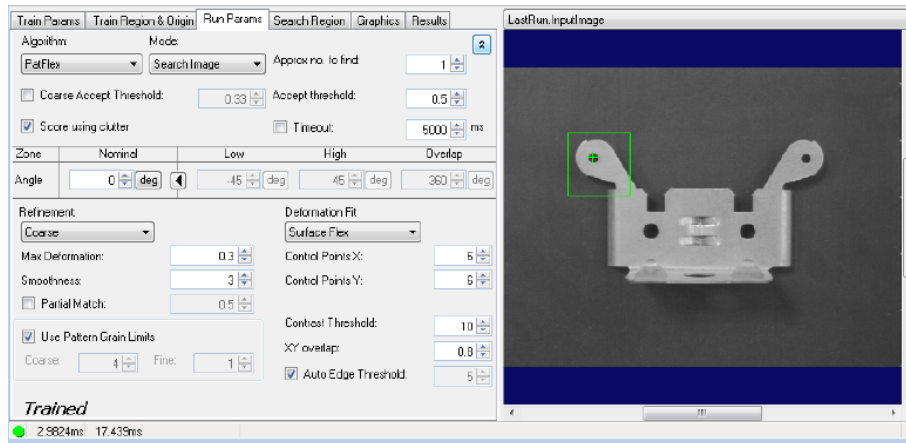 Train Params Train Region & Origin Run Params Search Region Graphics Results
LastRun.InputImage
Algorithm: Mode:
PatFlex Search Image Approx no. to find: 1
Coarse Accept Threshold: 0.33 Accept threshold: 0.5
Score using clutter Timeout: 5000 ms
Zone Nominal Low High Overlap
Angle 0 deg -45 deg 45 deg 360 deg
Refinement: Deformation Fit
Coarse Surface Flex
Max Deformation: 0.3 Control Points X: 6
Smoothness: 3 Control Points Y: 6
Partial Match: 0.5
Contrast Threshold: 10
Use Pattern Grain Limits
XY overlap: 0.8
Coarse: 4 Fine: 1
Auto Edge Threshold: 5
Trained
2.9824ms 17.439ms